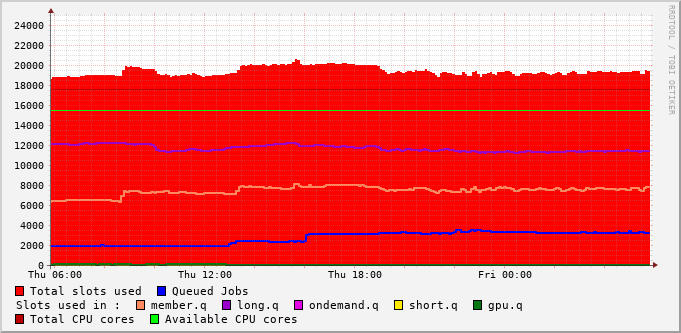 24000
22000
20000
18000
16000
14000
12000
10000
8000
6000
4000
2000
0
Thu 06:00 Thu 12:00 Thu 18:00 Fri 00:00
RRDTOOL / TOBI OETIKER
Total slots used Queued Jobs
Slots used in : member.q long.q ondemand.q short.q gpu.q
Total CPU cores Available CPU cores